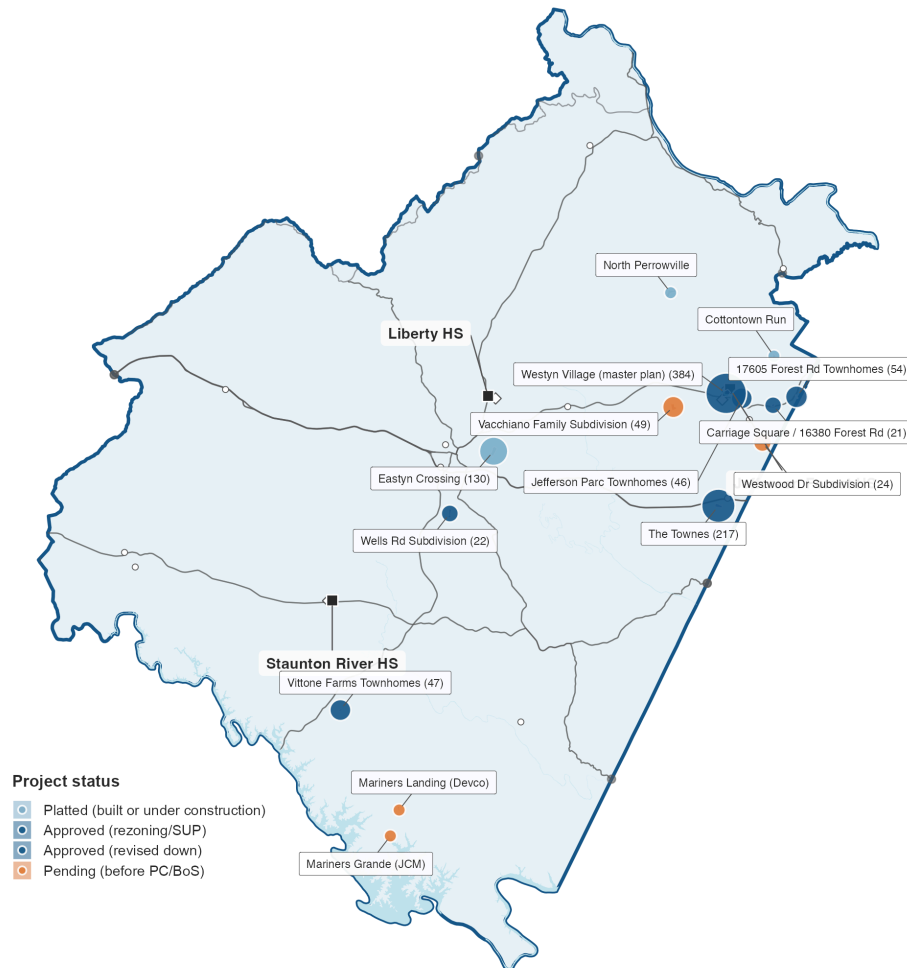 North Perrowville
Cottontown Run
Liberty HS
17605 Forest Rd Townhomes (54)
Westyn Village (master plan) (384)
Vacchiano Family Subdivision (49)
Carriage Square / 16380 Forest Rd (21)
Eastyn Crossing (130)
Jefferson Parc Townhomes (46)
Westwood Dr Subdivision (24)
The Townes (217)
Wells Rd Subdivision (22)
Staunton River HS
Vittone Farms Townhomes (47)
Mariners Landing (Devco)
Mariners Grande (JCM)
Project status
Platted (built or under construction)
Approved (rezoning/SUP)
Approved (revised down)
Pending (before PC/BoS)